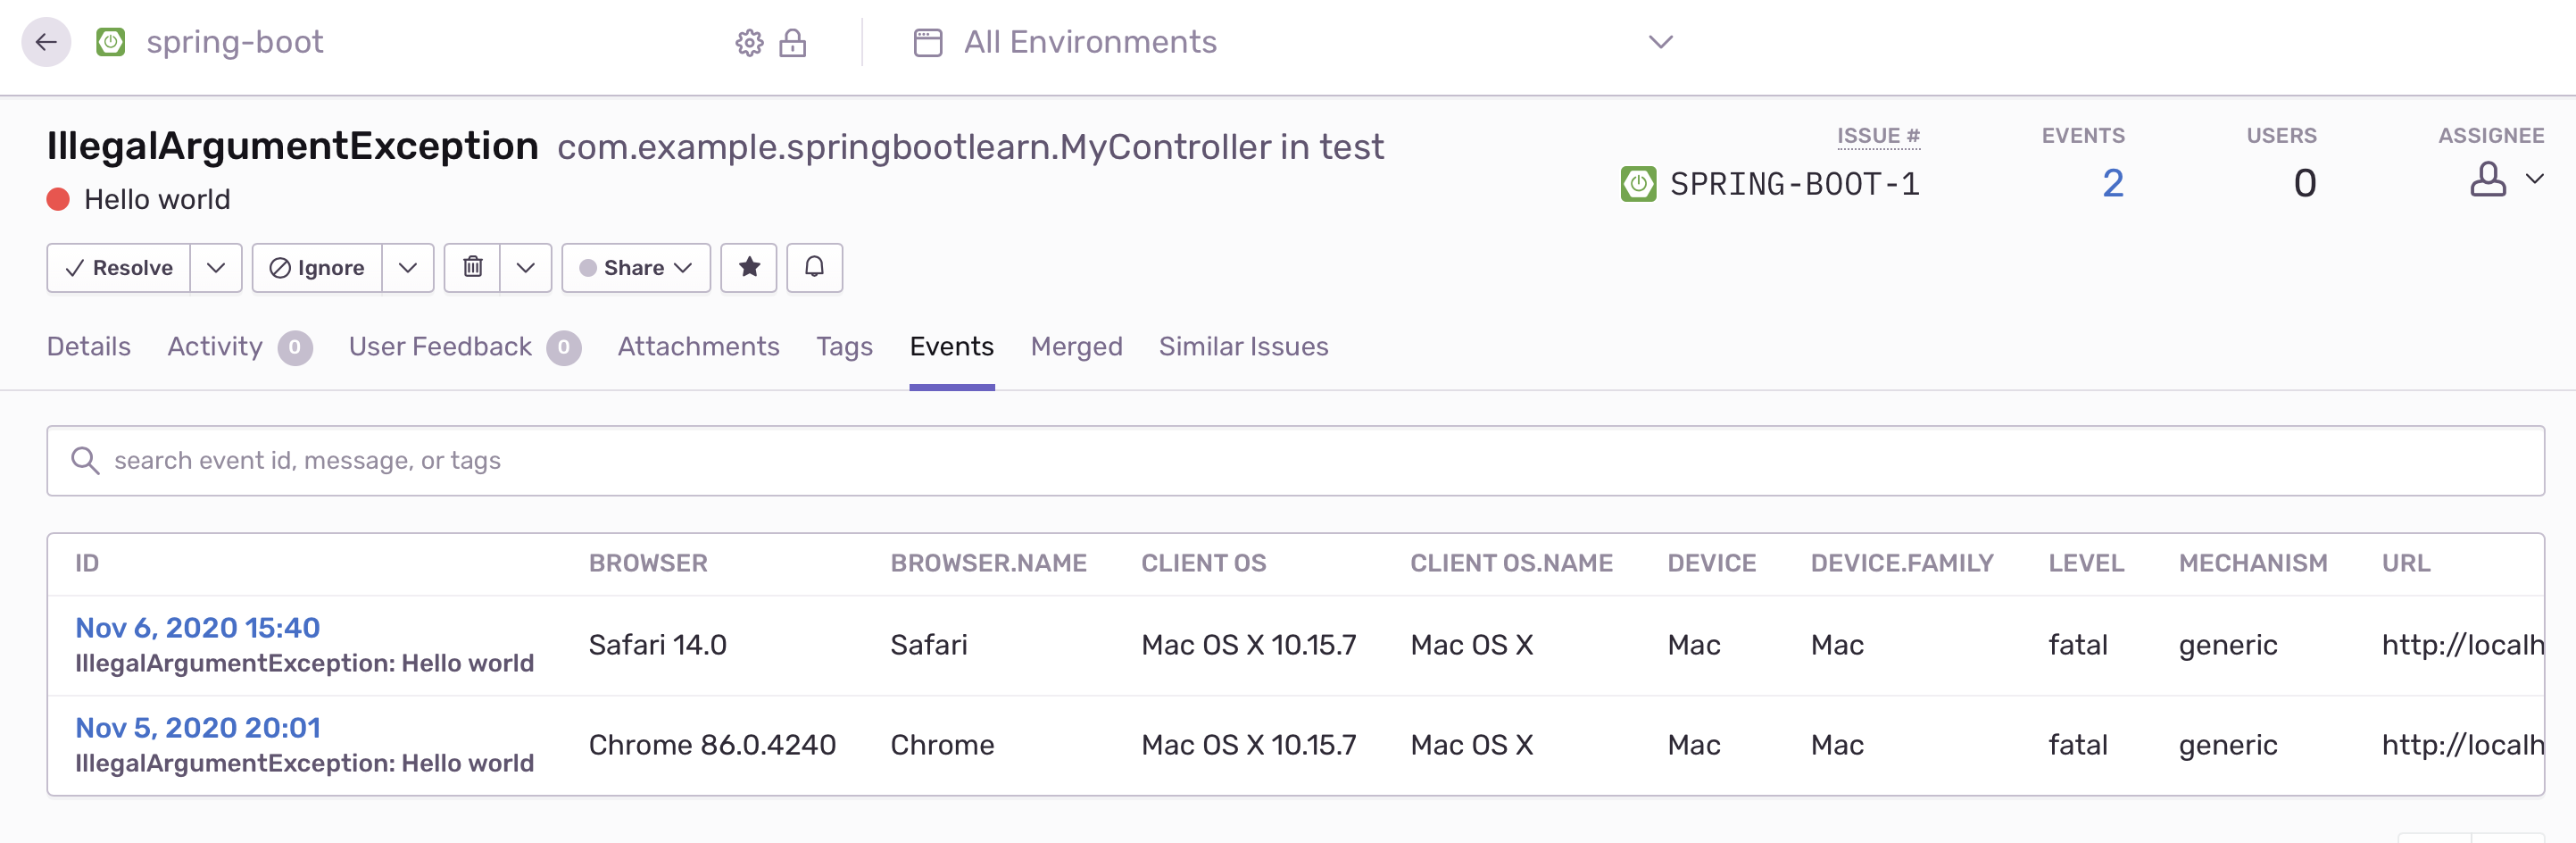 spring-boot All Environments
IllegalArgumentException com.example.springbootlearn.MyController in test
Hello world
ISSUE # EVENTS USERS ASSIGNEE
SPRING-BOOT-1 2 0
Resolve Ignore Share
Details Activity 0 User Feedback 0 Attachments Tags Events Merged Similar Issues
search event id, message, or tags
ID BROWSER BROWSER.NAME CLIENT OS CLIENT OS.NAME DEVICE DEVICE.FAMILY LEVEL MECHANISM URL
Nov 6, 2020 15:40
IllegalArgumentException: Hello world
Safari 14.0 Safari Mac OS X 10.15.7 Mac OS X Mac Mac fatal generic http://localh
Nov 5, 2020 20:01
IllegalArgumentException: Hello world
Chrome 86.0.4240 Chrome Mac OS X 10.15.7 Mac OS X Mac Mac fatal generic http://localh